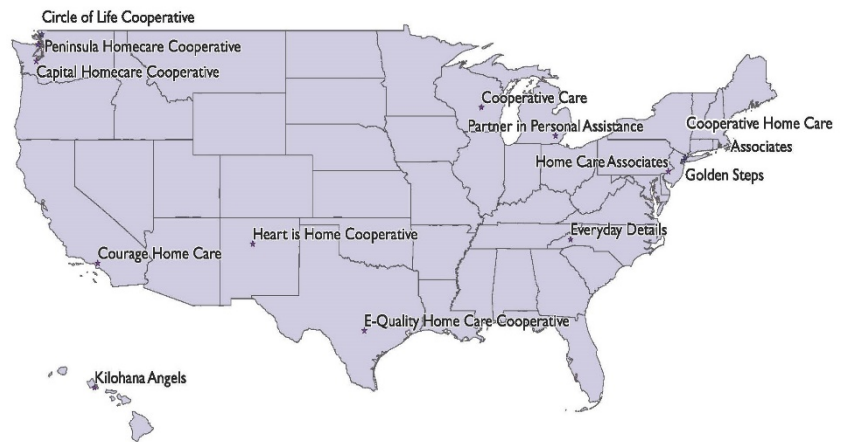 Circle of Life Cooperative
Peninsula Homecare Cooperative
Capital Homecare Cooperative
Cooperative Care
Partner in Personal Assistance
Cooperative Home Care
Associates
Home Care Associates
Golden Steps
Everyday Details
Heart is Home Cooperative
Courage Home Care
E-Quality Home Care Cooperative
Kilohana Angels